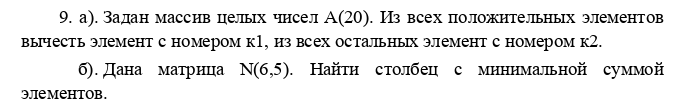 9. а). Задан массив целых чисел А(20). Из всех положительных элементов
вычесть элемент с номером к1, из всех остальных элемент с номером к2.
б). Дана матрица N(6,5). Найти столбец с минимальной суммой
элементов.